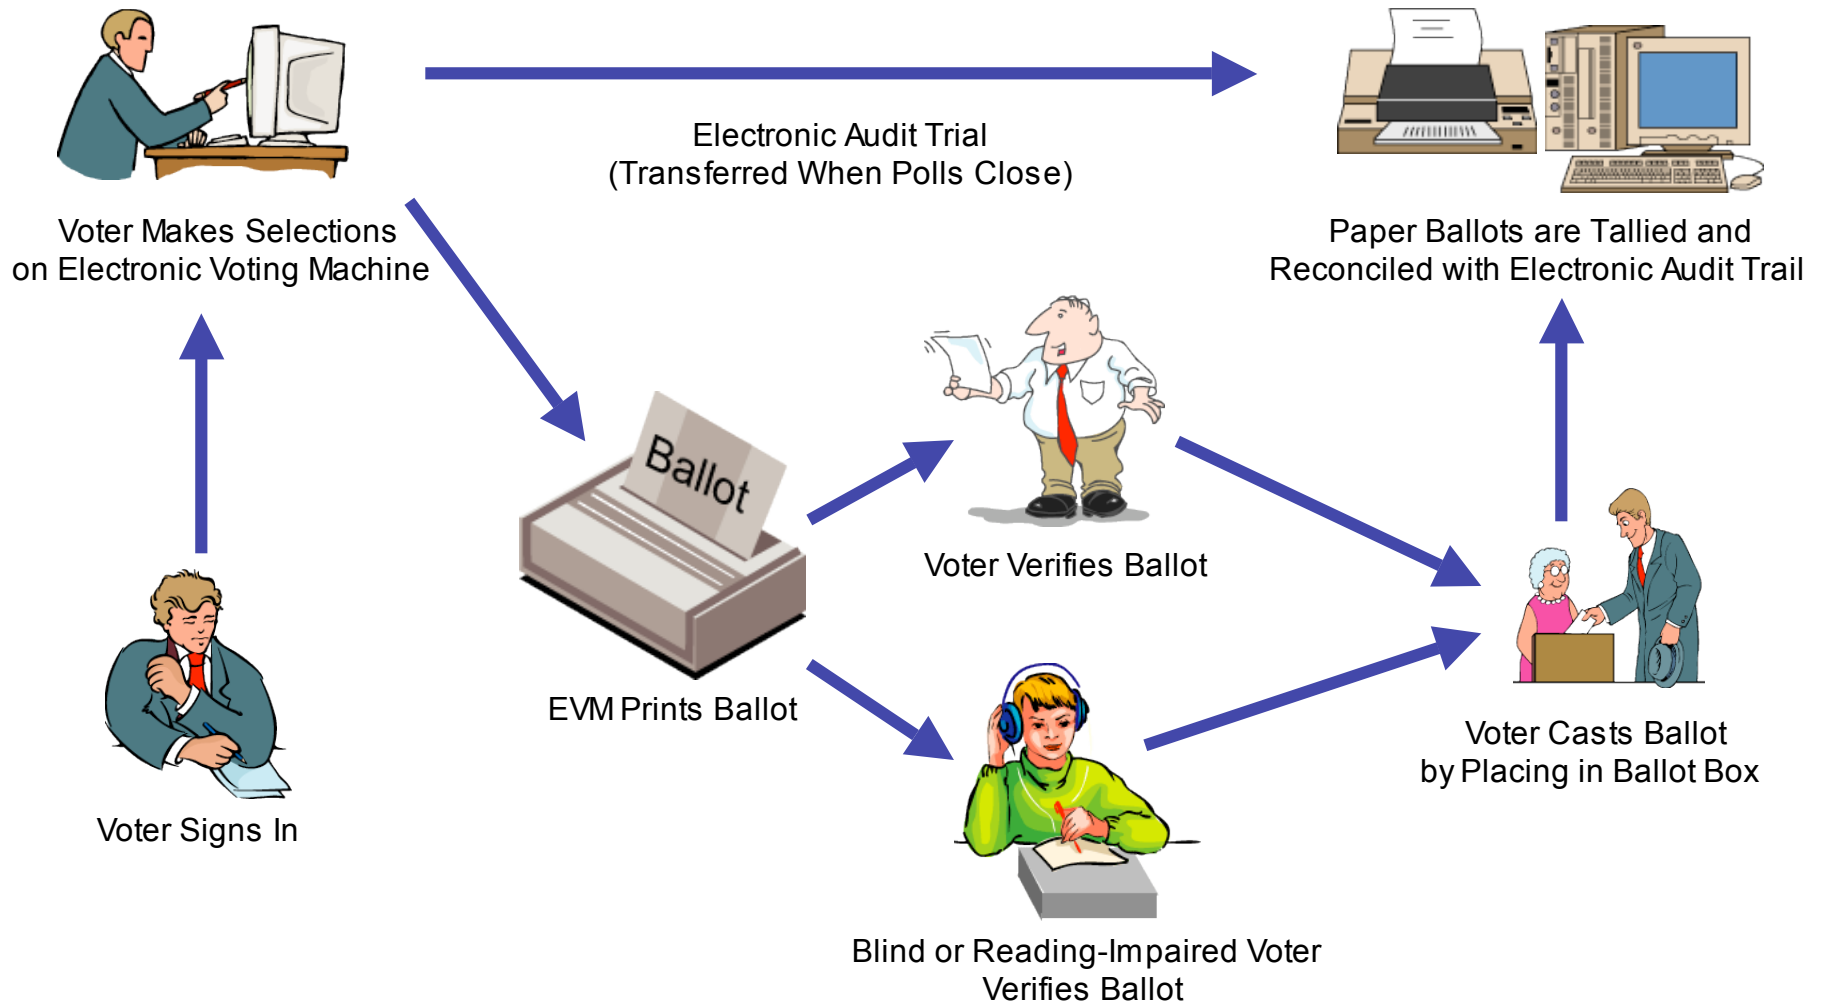 Electronic Audit Trial
(Transferred When Polls Close)
Voter Makes Selections
on Electronic Voting Machine
Paper Ballots are Tallied and
Reconciled with Electronic Audit Trail
Ballot
Voter Verifies Ballot
EVM Prints Ballot
Voter Casts Ballot
by Placing in Ballot Box
Voter Signs In
Blind or Reading-Impaired Voter
Verifies Ballot